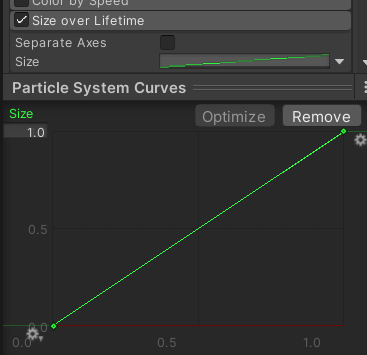 Color by Speed
Size over Lifetime
Separate Axes
Size
Particle System Curves
Optimize Remove
Size
1.0
0.5
0.0
0.0 0.5 1.0